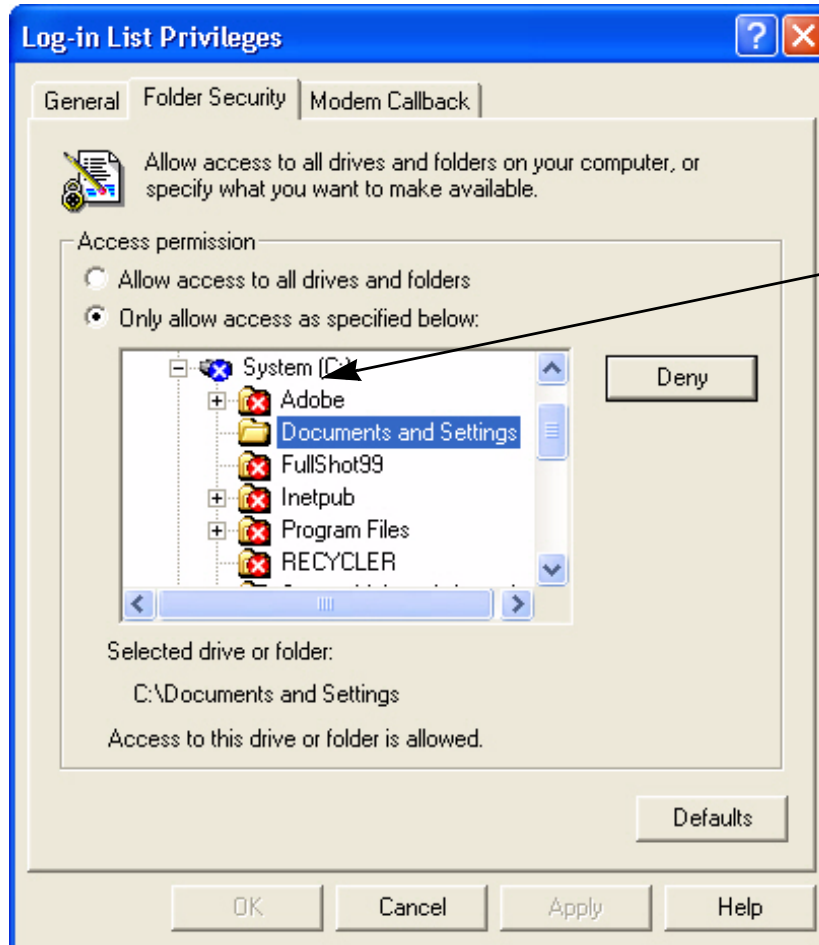 Log-in List Privileges
General Folder Security Modem Callback
Allow access to all drives and folders on your computer, or
specify what you want to make available.
Access permission
Allow access to all drives and folders
Only allow access as specified below:
System (C:)
Adobe
Documents and Settings
FullShot99
Inetpub
Program Files
RECYCLER
Deny
Selected drive or folder:
C:\Documents and Settings
Access to this drive or folder is allowed.
Defaults
OK Cancel Apply Help